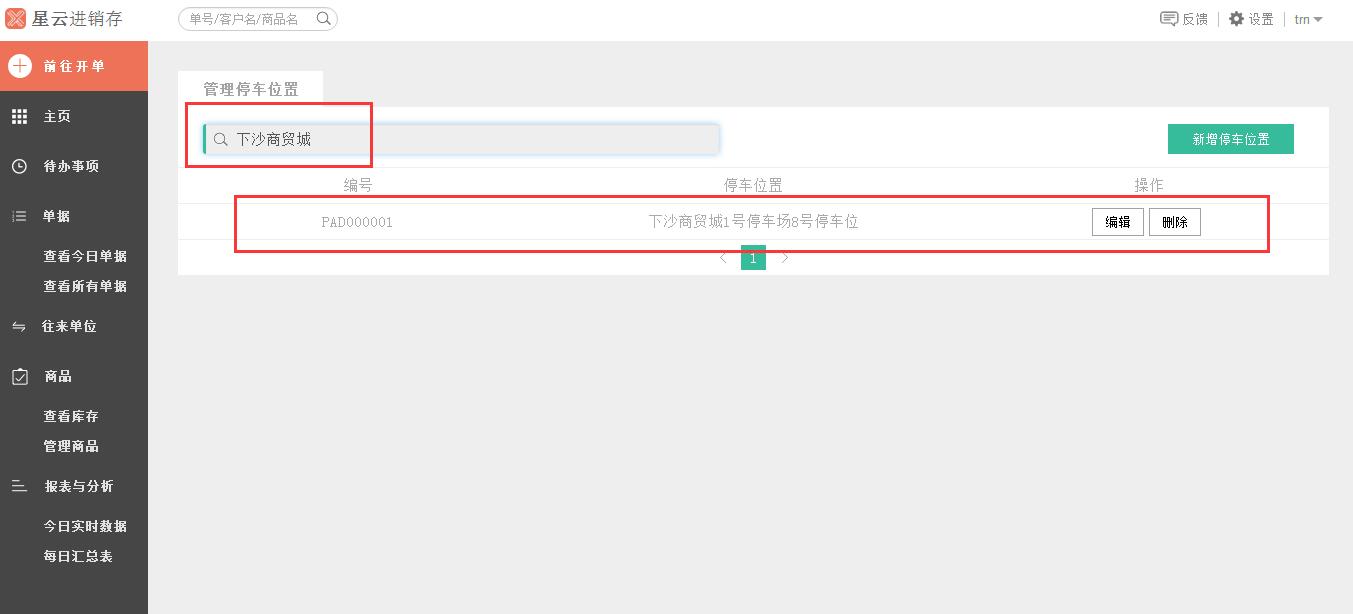 星云进销存
单号/客户名/商品名
反馈
设置
trn
前往开单
主页
待办事项
单据
查看今日单据
查看所有单据
往来单位
商品
查看库存
管理商品
报表与分析
今日实时数据
每日汇总表
管理停车位置
下沙商贸城
新增停车位置
编号 停车位置 操作
PAD000001 下沙商贸城1号停车场8号停车位 编辑 删除
1